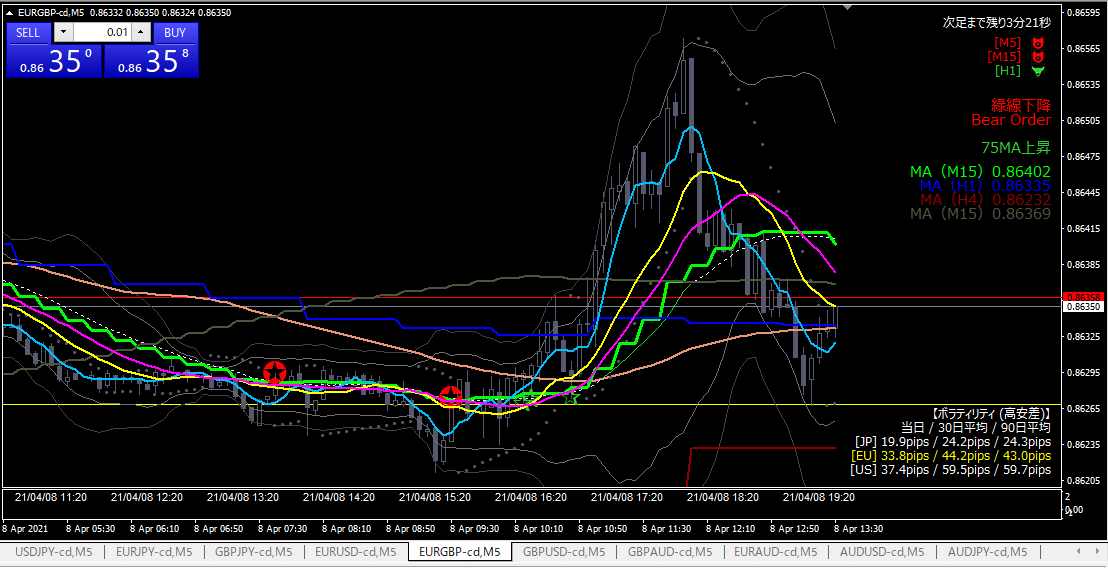 EURGBP-cd,M5 0.86332 0.86350 0.86324 0.86350
SELL 0.01 BUY
0.86 35 0 0.86 35 8
次足まで残り3分21秒
[M5]
[M15]
[H1]
緑線下降
Bear Order
75MA上昇
MA（M15）0.86402
MA（H1）0.86335
MA（H4）0.86232
MA（M15）0.86369
0.86595
0.86565
0.86535
0.86505
0.86475
0.86445
0.86415
0.86385
0.86358
0.86350
0.86325
0.86295
0.86265
0.86235
0.86205
【ボラティリティ (高安差)】
当日 / 30日平均 / 90日平均
[JP] 19.9pips / 24.2pips / 24.3pips
[EU] 33.8pips / 44.2pips / 43.0pips
[US] 37.4pips / 59.5pips / 59.7pips
21/04/08 11:20 21/04/08 12:20 21/04/08 13:20 21/04/08 14:20 21/04/08 15:20 21/04/08 16:20 21/04/08 17:20 21/04/08 18:20 21/04/08 19:20
2
0.00
8 Apr 2021 8 Apr 05:30 8 Apr 06:10 8 Apr 06:50 8 Apr 07:30 8 Apr 08:10 8 Apr 08:50 8 Apr 09:30 8 Apr 10:10 8 Apr 10:50 8 Apr 11:30 8 Apr 12:10 8 Apr 12:50 8 Apr 13:30
USDJPY-cd,M5 EURJPY-cd,M5 GBPJPY-cd,M5 EURUSD-cd,M5 EURGBP-cd,M5 GBPUSD-cd,M5 GBPAUD-cd,M5 EURAUD-cd,M5 AUDUSD-cd,M5 AUDJPY-cd,M5